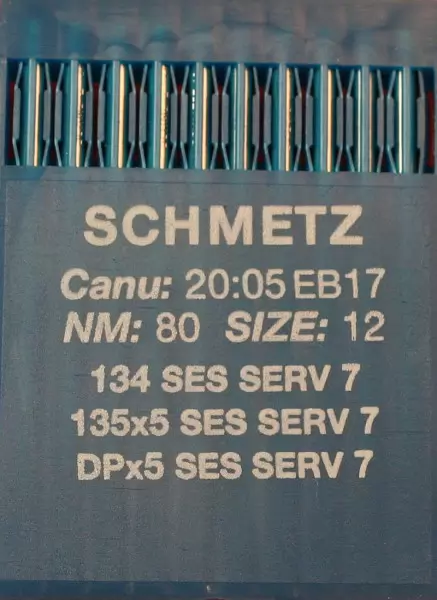 SCHMETZ
Canu: 20:05 EB17
NM: 80 SIZE: 12
134 SES SERV 7
135x5 SES SERV 7
DPx5 SES SERV 7